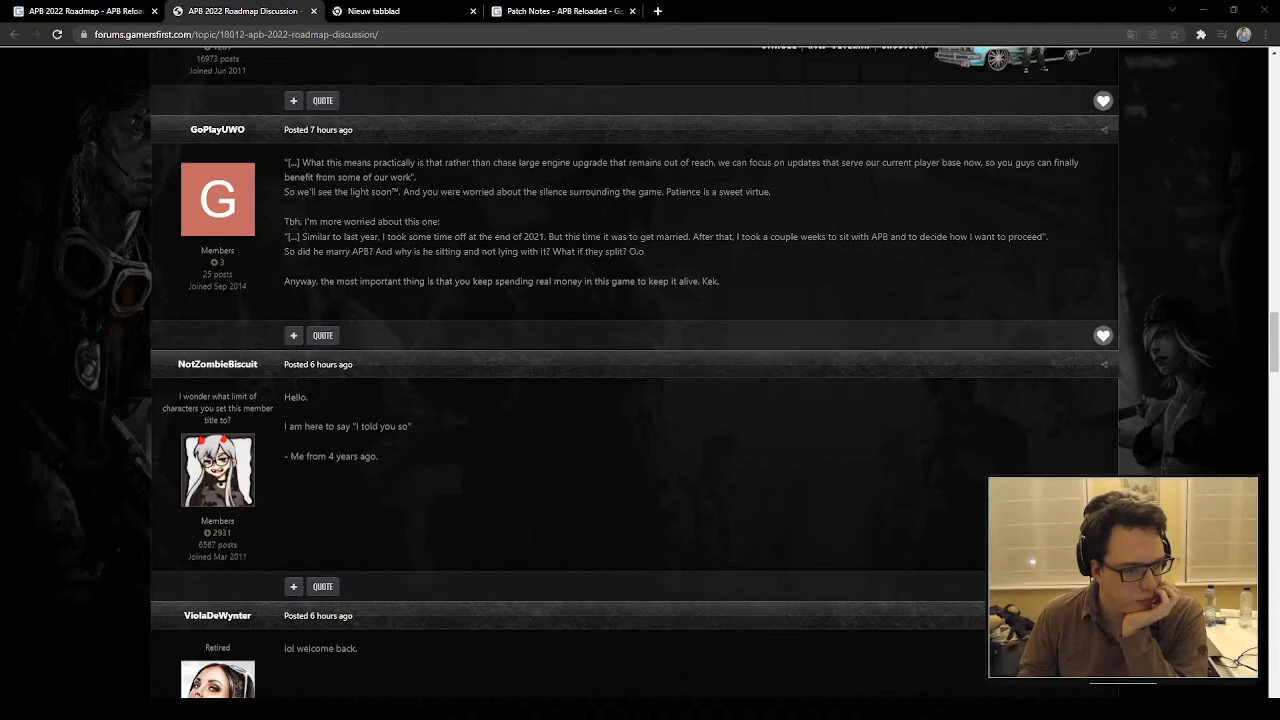 APB 2022 Roadmap - APB Reloa
APB 2022 Roadmap Discussion -
Nieuw tabblad
Patch Notes - APB Reloaded - Ga
forums.gamersfirst.com/topic/18012-apb-2022-roadmap-discussion/
16973 posts
Joined Jun 2011
+ QUOTE
GoPlayUWO
Posted 7 hours ago
"[...] What this means practically is that rather than chase large engine upgrade that remains out of reach, we can focus on updates that serve our current player base now, so you guys can finally
benefit from some of our work".
So we'll see the light soon™. And you were worried about the silence surrounding the game. Patience is a sweet virtue.
Tbh, I'm more worried about this one:
"[...] Similar to last year, I took some time off at the end of 2021. But this time it was to get married. After that, I took a couple weeks to sit with APB and to decide how I want to proceed".
So did he marry APB? And why is he sitting and not lying with it? What if they split? O.o
Anyway, the most important thing is that you keep spending real money in this game to keep it alive. Kek.
G
Members
3
25 posts
Joined Sep 2014
+ QUOTE
NotZombieBiscuit
Posted 6 hours ago
I wonder what limit of
characters you set this member
title to?
Hello.
I am here to say "I told you so"
- Me from 4 years ago.
Members
2931
6567 posts
Joined Mar 2011
+ QUOTE
ViolaDeWynter
Posted 6 hours ago
Retired
lol welcome back.